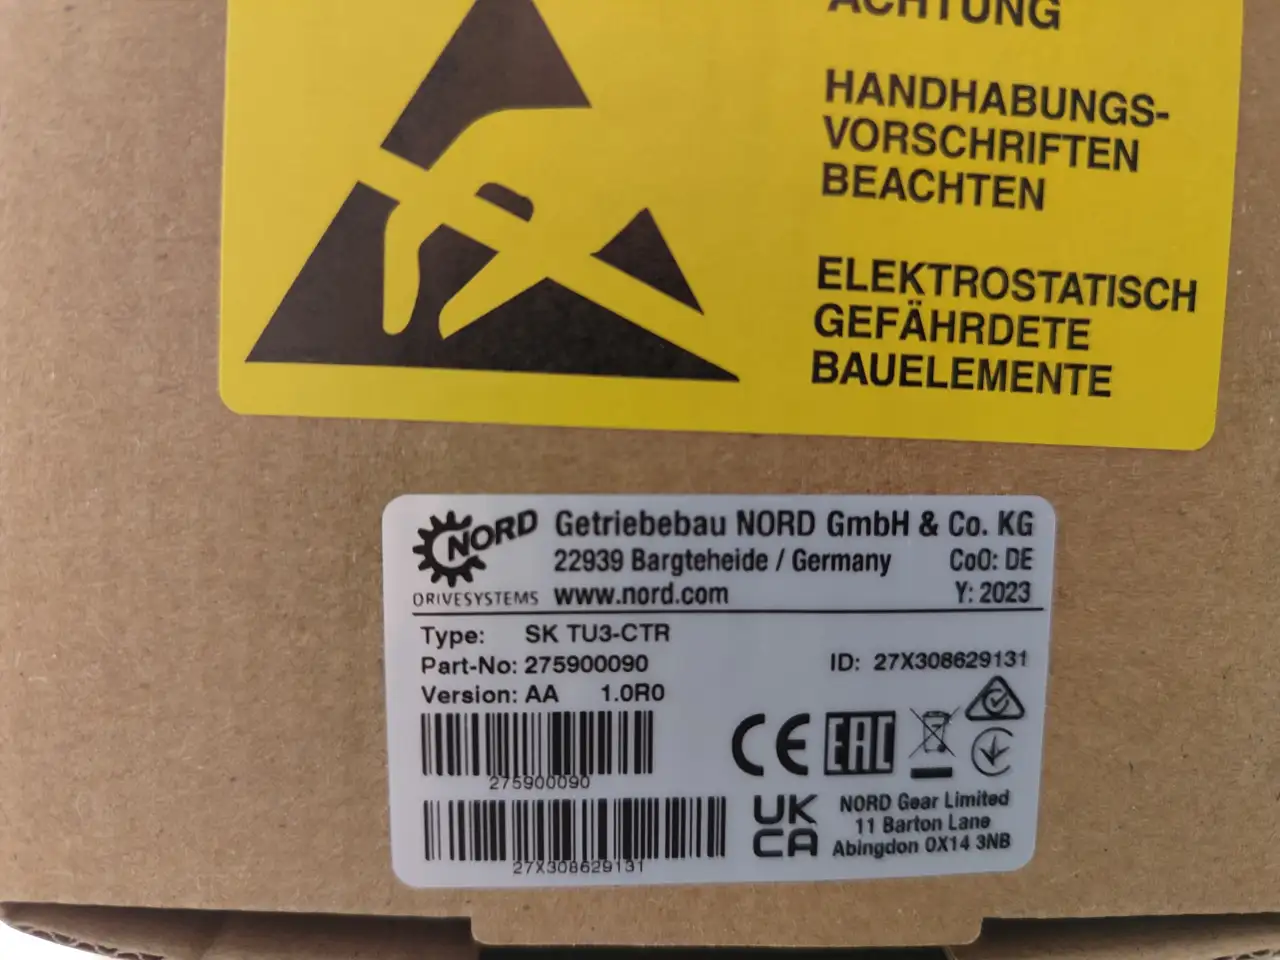 ACHTUNG
HANDHABUNGS-
VORSCHRIFTEN
BEACHTEN
ELEKTROSTATISCH
GEFÄHRDETE
BAUELEMENTE
NORD
DRIVESYSTEMS
Getriebebau NORD GmbH & Co. KG
22939 Bargteheide / Germany CoO: DE
www.nord.com Y: 2023
Type: SK TU3-CTR
Part-No: 275900090 ID: 27X308629131
Version: AA 1.0R0
275900090
27X308629131
CE EAC
UK
CA
NORD Gear Limited
11 Barton Lane
Abingdon OX14 3NB